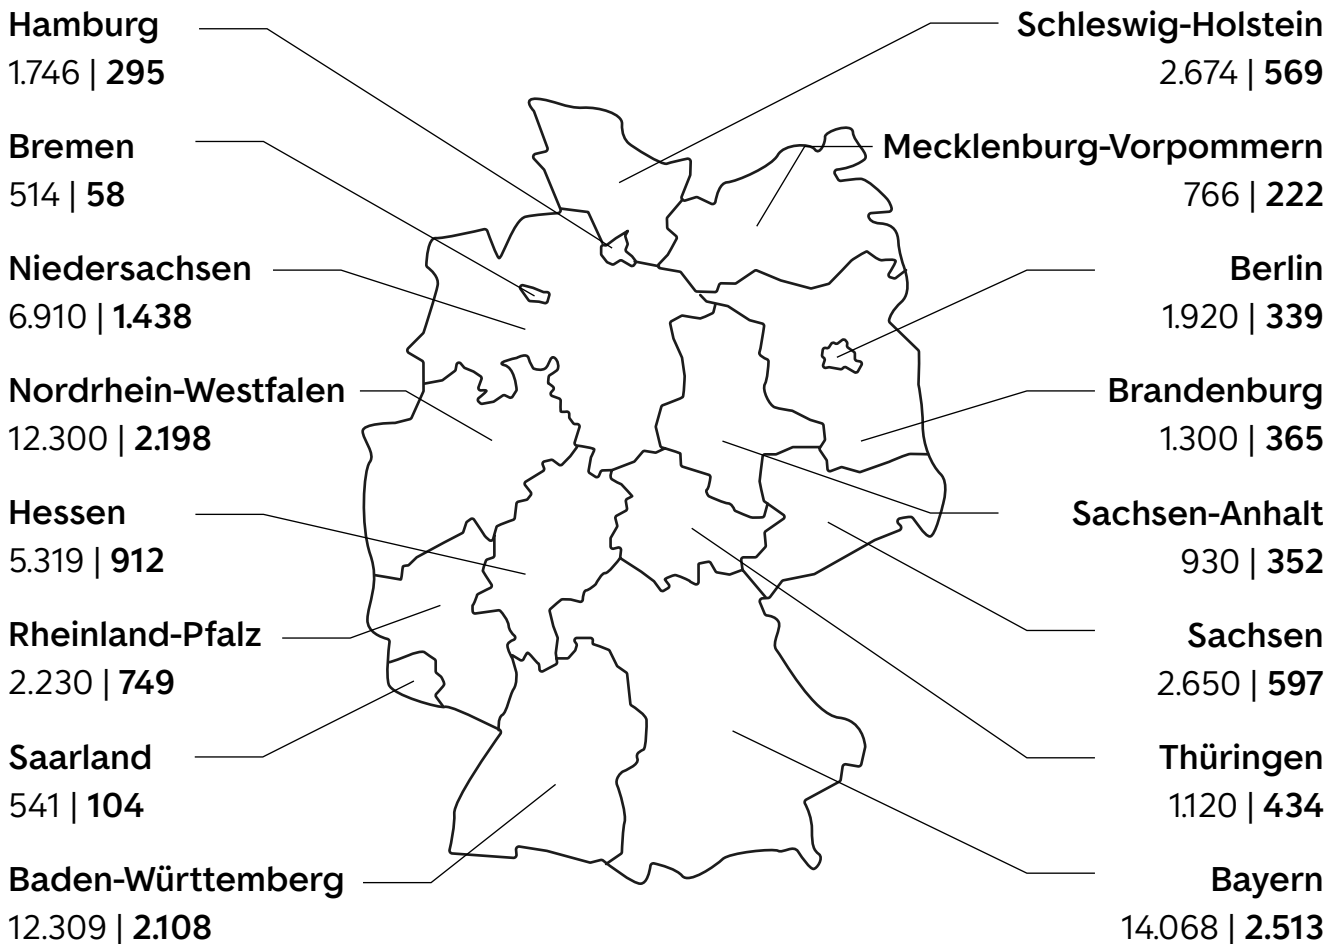 Hamburg
1.746 | 295
Bremen
514 | 58
Niedersachsen
6.910 | 1.438
Nordrhein-Westfalen
12.300 | 2.198
Hessen
5.319 | 912
Rheinland-Pfalz
2.230 | 749
Saarland
541 | 104
Baden-Württemberg
12.309 | 2.108
Schleswig-Holstein
2.674 | 569
Mecklenburg-Vorpommern
766 | 222
Berlin
1.920 | 339
Brandenburg
1.300 | 365
Sachsen-Anhalt
930 | 352
Sachsen
2.650 | 597
Thüringen
1.120 | 434
Bayern
14.068 | 2.513